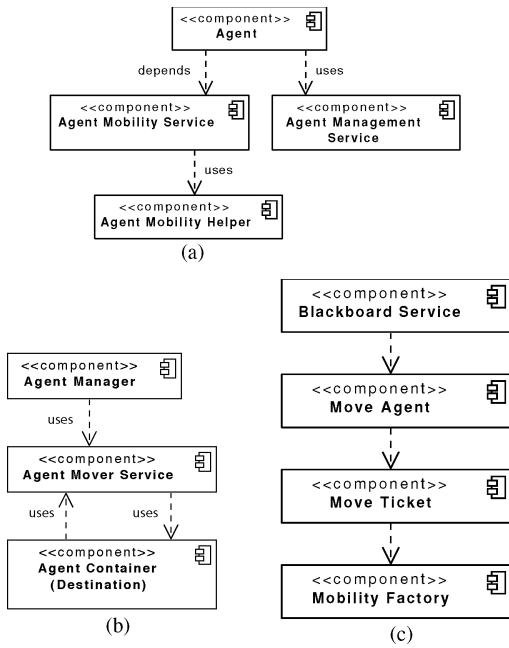 <<component>>
Agent
depends
uses
<<component>>
Agent Mobility Service
<<component>>
Agent Management
Service
uses
<<component>>
Agent Mobility Helper
(a)
<<component>>
Agent Manager
uses
<<component>>
Agent Mover Service
uses
uses
<<component>>
Agent Container
(Destination)
(b)
<<component>>
Blackboard Service
<<component>>
Move Agent
<<component>>
Move Ticket
<<component>>
Mobility Factory
(c)